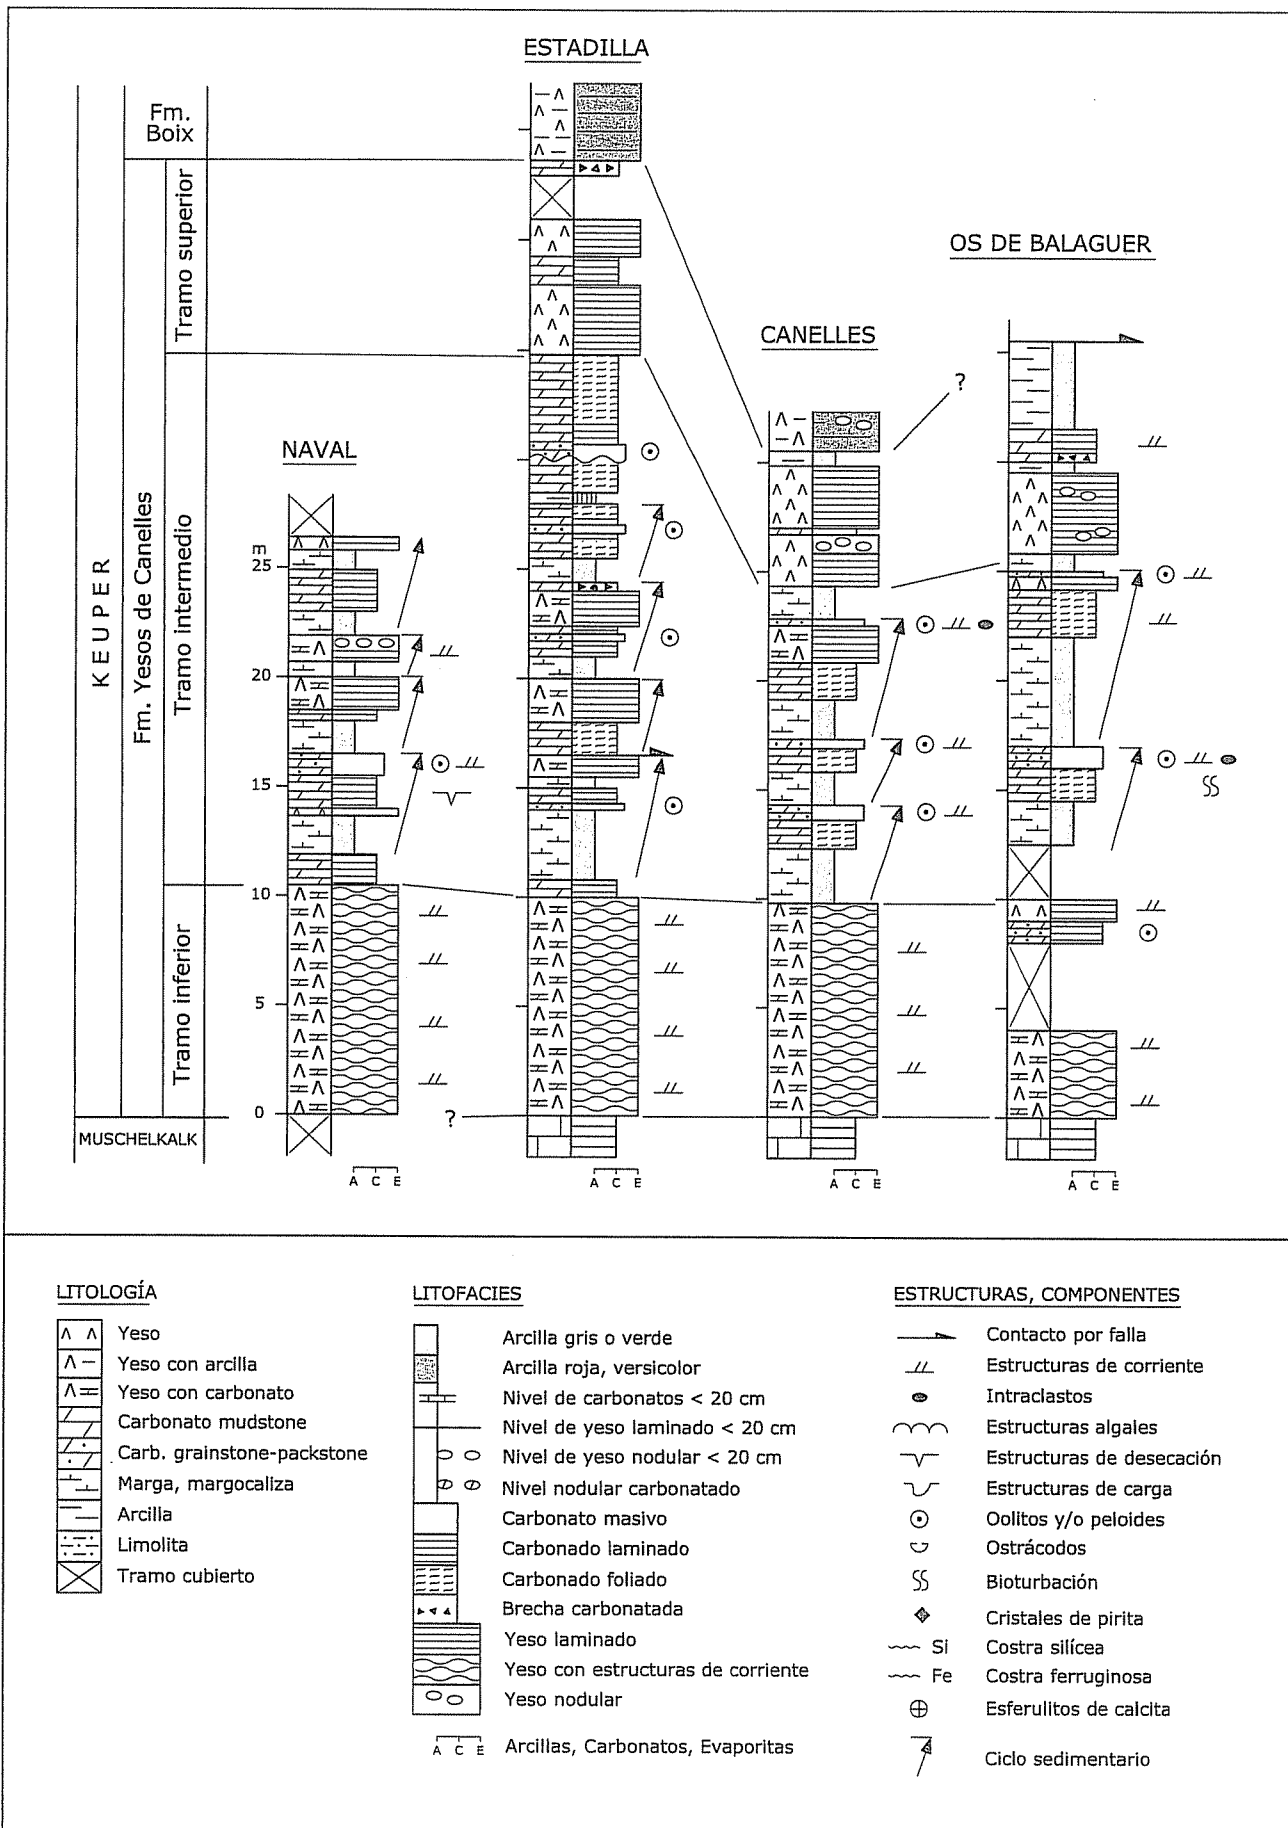 ESTADILLA
Fm.
Boix
Tramo superior
OS DE BALAGUER
CANELLES
?
NAVAL
KEUPER
Fm. Yesos de Canelles
Tramo intermedio
m
25
20
15
10
Tramo inferior
5
0
?
MUSCHELKALK
A C E
A C E
A C E
A C E
LITOLOGÍA
Yeso
Yeso con arcilla
Yeso con carbonato
Carbonato mudstone
Carb. grainstone-packstone
Marga, margocaliza
Arcilla
Limolita
Tramo cubierto
LITOFACIES
Arcilla gris o verde
Arcilla roja, versicolor
Nivel de carbonatos < 20 cm
Nivel de yeso laminado < 20 cm
Nivel de yeso nodular < 20 cm
Nivel nodular carbonatado
Carbonato masivo
Carbonado laminado
Carbonado foliado
Brecha carbonatada
Yeso laminado
Yeso con estructuras de corriente
Yeso nodular
A C E Arcillas, Carbonatos, Evaporitas
ESTRUCTURAS, COMPONENTES
Contacto por falla
Estructuras de corriente
Intraclastos
Estructuras algales
Estructuras de desecación
Estructuras de carga
Oolitos y/o peloides
Ostrácodos
Bioturbación
Cristales de pirita
Si Costra silícea
Fe Costra ferruginosa
Esferulitos de calcita
Ciclo sedimentario